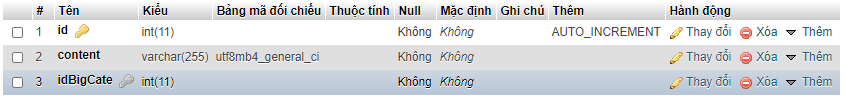 # Tên Kiểu Bảng mã đối chiếu Thuộc tính Null Mặc định Ghi chú Thêm Hành động
1 id int(11) Không Không AUTO_INCREMENT Thay đổi Xóa Thêm
2 content varchar(255) utf8mb4_general_ci Không Không Thay đổi Xóa Thêm
3 idBigCate int(11) Không Không Thay đổi Xóa Thêm